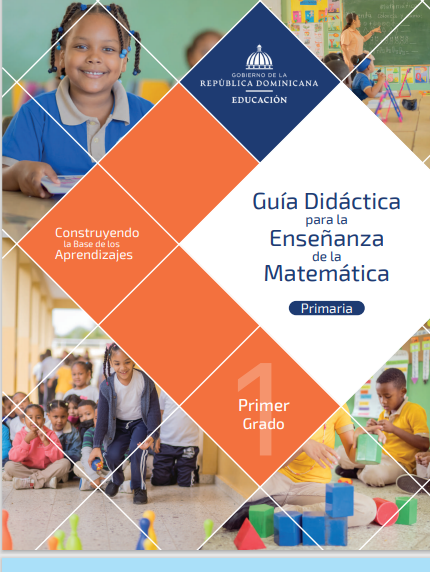 GOBIERNO DE LA
REPÚBLICA DOMINICANA
EDUCACIÓN
Guía Didáctica
para la
Enseñanza
de la
Matemática
Primaria
Construyendo
la Base de los
Aprendizajes
1
Primer
Grado